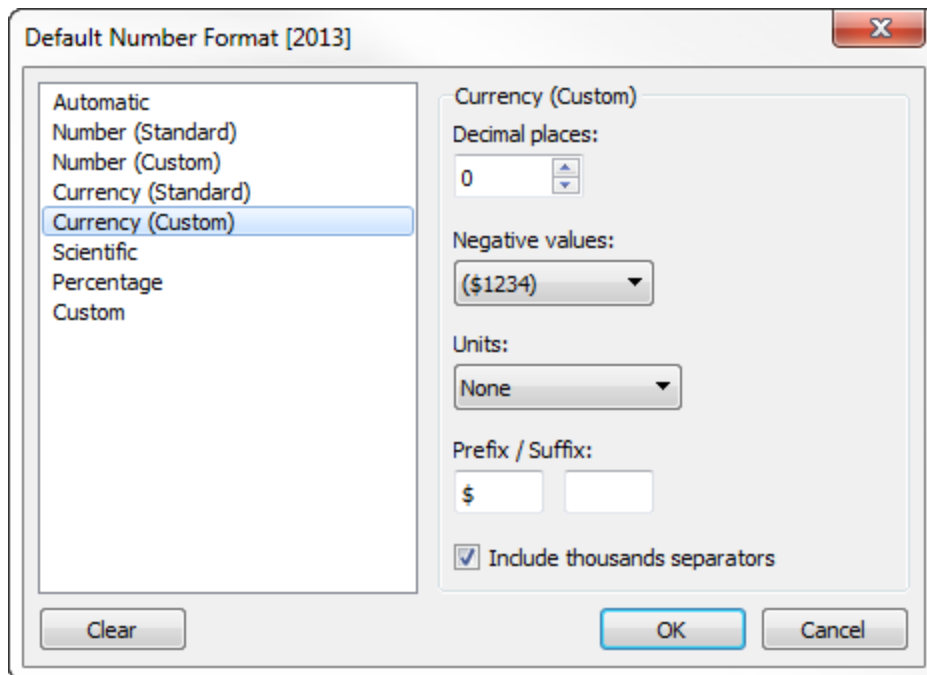 Default Number Format [2013]
Automatic
Number (Standard)
Number (Custom)
Currency (Standard)
Currency (Custom)
Scientific
Percentage
Custom
Currency (Custom)
Decimal places:
0
Negative values:
($1234)
Units:
None
Prefix / Suffix:
$
Include thousands separators
Clear
OK
Cancel